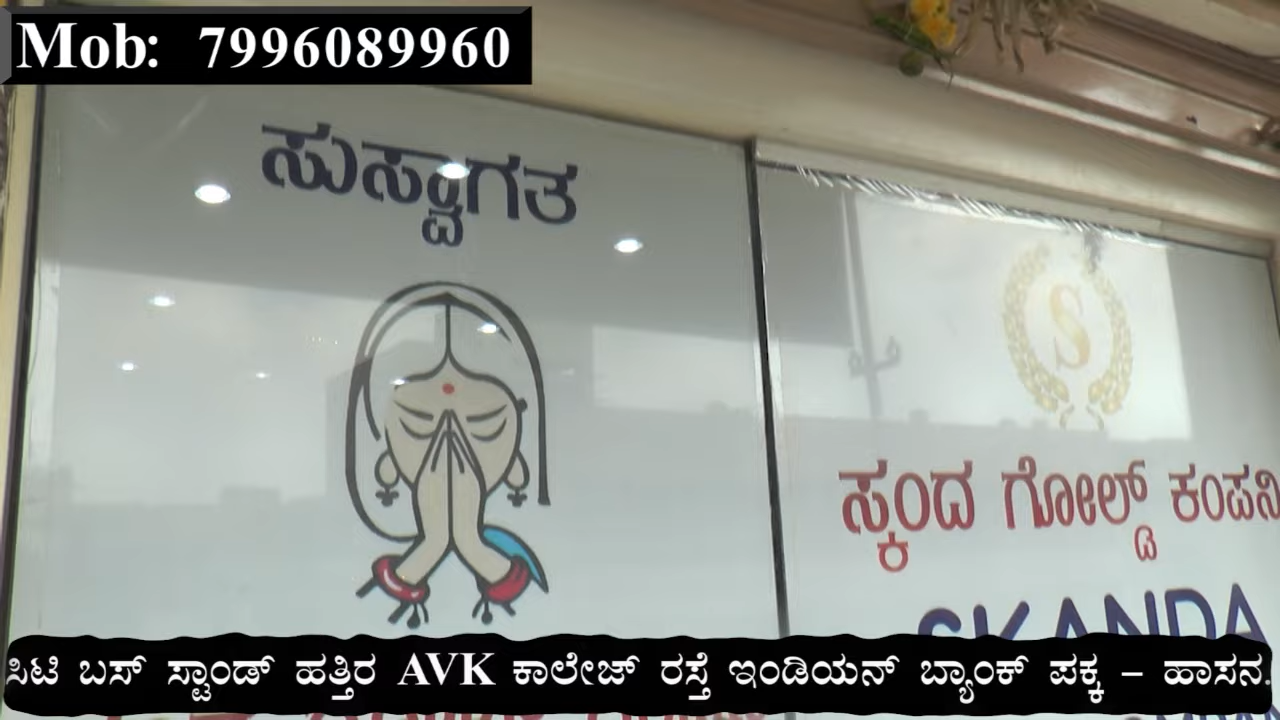 Mob: 7996089960
ಸುಸ್ವಾಗತ
S
ಸ್ಕಂದ ಗೋಲ್ಡ್ ಕಂಪನಿ
SKANDA
ಸಿಟಿ ಬಸ್ ಸ್ಟಾಂಡ್ ಹತ್ತಿರ AVK ಕಾಲೇಜ್ ರಸ್ತೆ ಇಂಡಿಯನ್ ಬ್ಯಾಂಕ್ ಪಕ್ಕ – ಹಾಸನ.